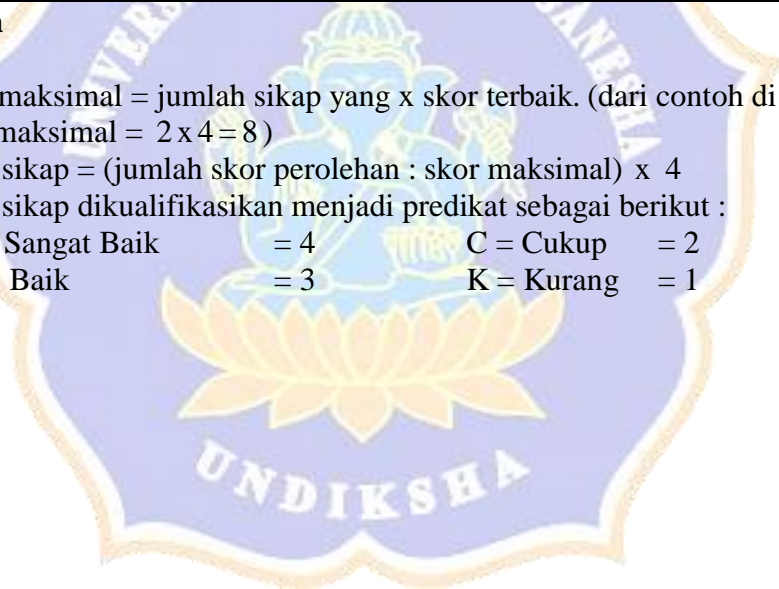 maksimal = jumlah sikap yang x skor terbaik. (dari contoh di
maksimal = 2 x 4 = 8 )
sikap = (jumlah skor perolehan : skor maksimal) x 4
sikap dikualifikasikan menjadi predikat sebagai berikut :
Sangat Baik = 4 C = Cukup = 2
Baik = 3 K = Kurang = 1
UNDIKSHA